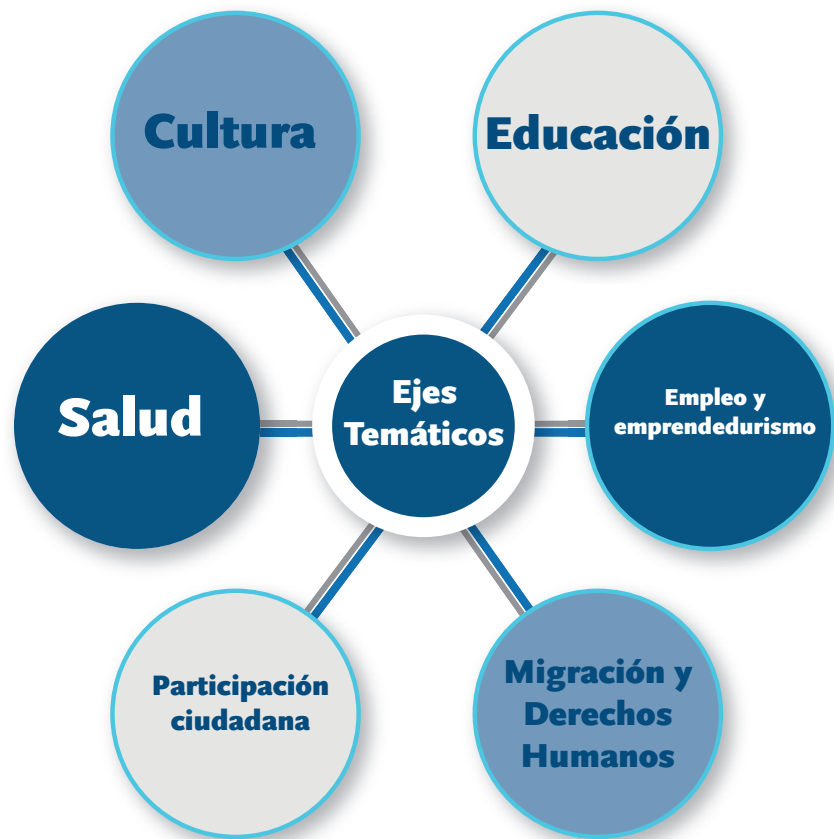 Cultura
Educación
Salud
Ejes
Temáticos
Empleo y
emprendedurismo
Participación
ciudadana
Migración y
Derechos
Humanos